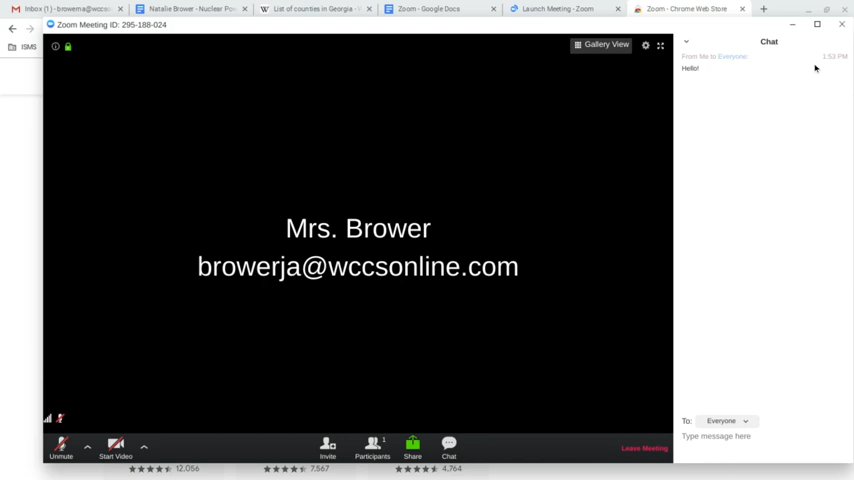 Inbox (1) - browerna@wccs
Natalie Brower - Nuclear Pow
List of counties in Georgia -
Zoom - Google Docs
Launch Meeting - Zoom
Zoom - Chrome Web Store
Zoom Meeting ID: 295-188-024
ISMS
Gallery View
Chat
From Me to Everyone:
1:53 PM
Hello!
Mrs. Brower
browerja@wccsonline.com
To:
Everyone
Type message here
1
Unmute
Start Video
Invite
Participants
Share
Chat
Leave Meeting
12,056
7,567
4,764